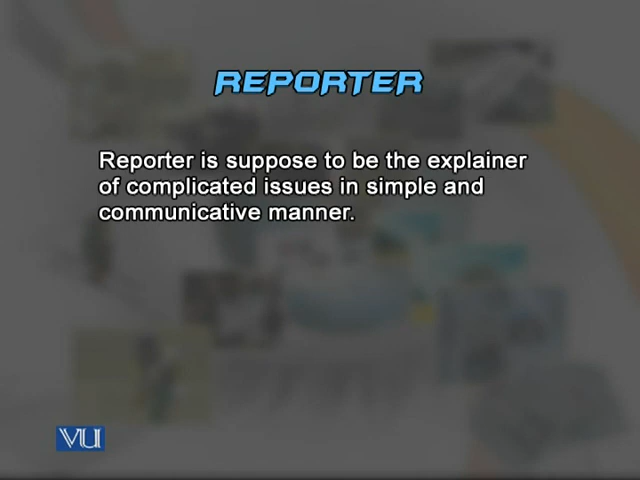 REPORTER
Reporter is suppose to be the explainer
of complicated issues in simple and
communicative manner.
VU